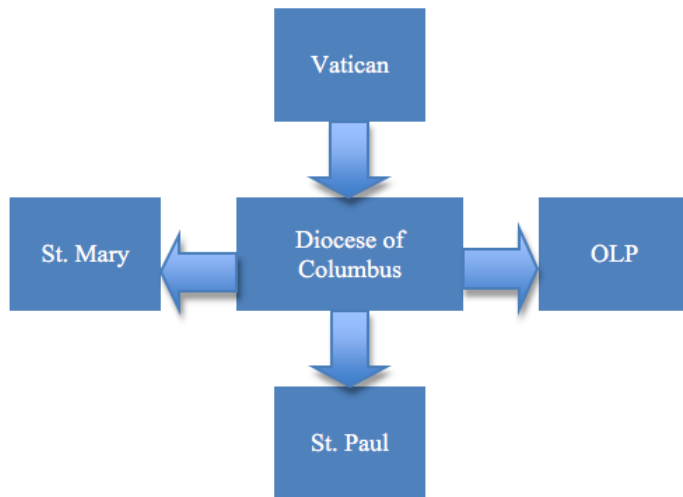 Vatican
St. Mary
Diocese of
Columbus
OLP
St. Paul